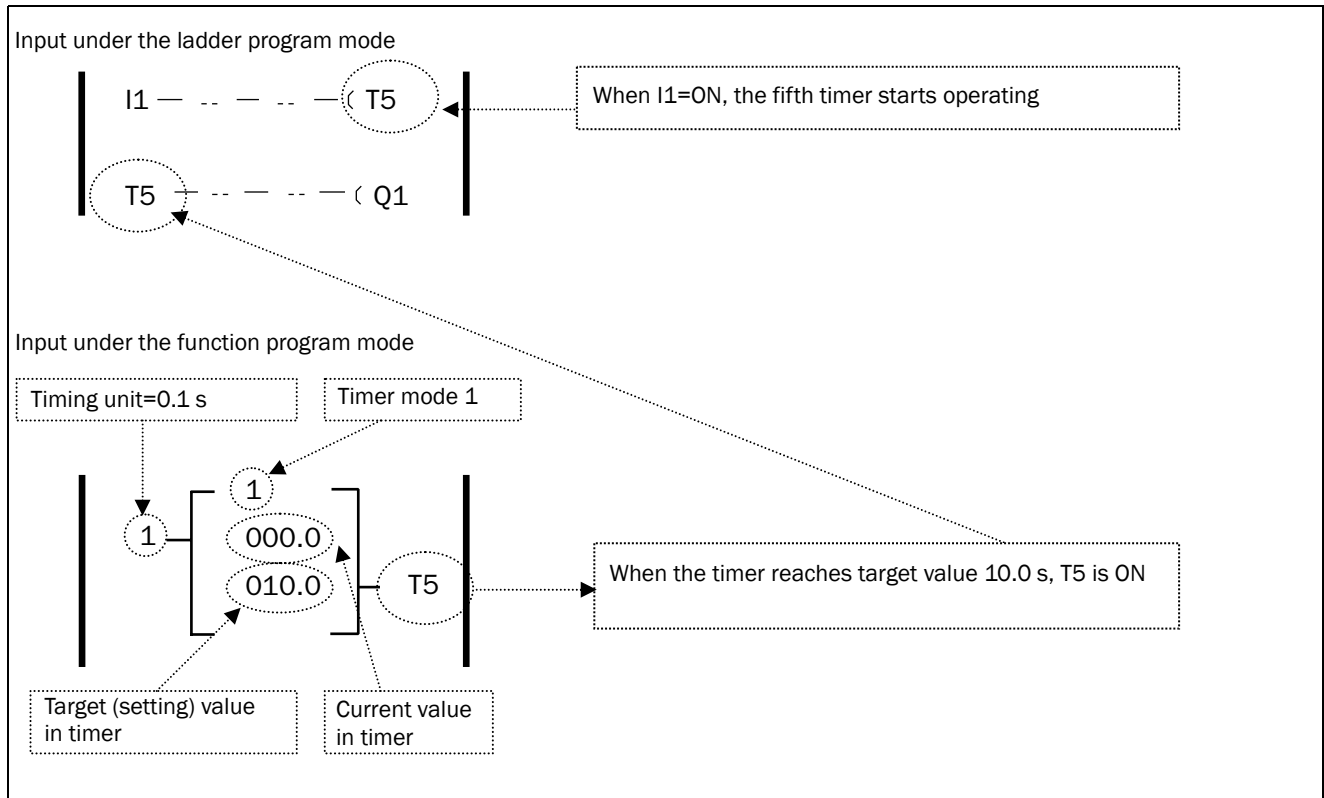 Input under the ladder program mode
I1 — -- — -- —( T5
When I1=ON, the fifth timer starts operating
T5 — -- — -- —( Q1
Input under the function program mode
Timing unit=0.1 s
Timer mode 1
1
1
000.0
010.0
T5
When the timer reaches target value 10.0 s, T5 is ON
Target (setting) value
in timer
Current value
in timer